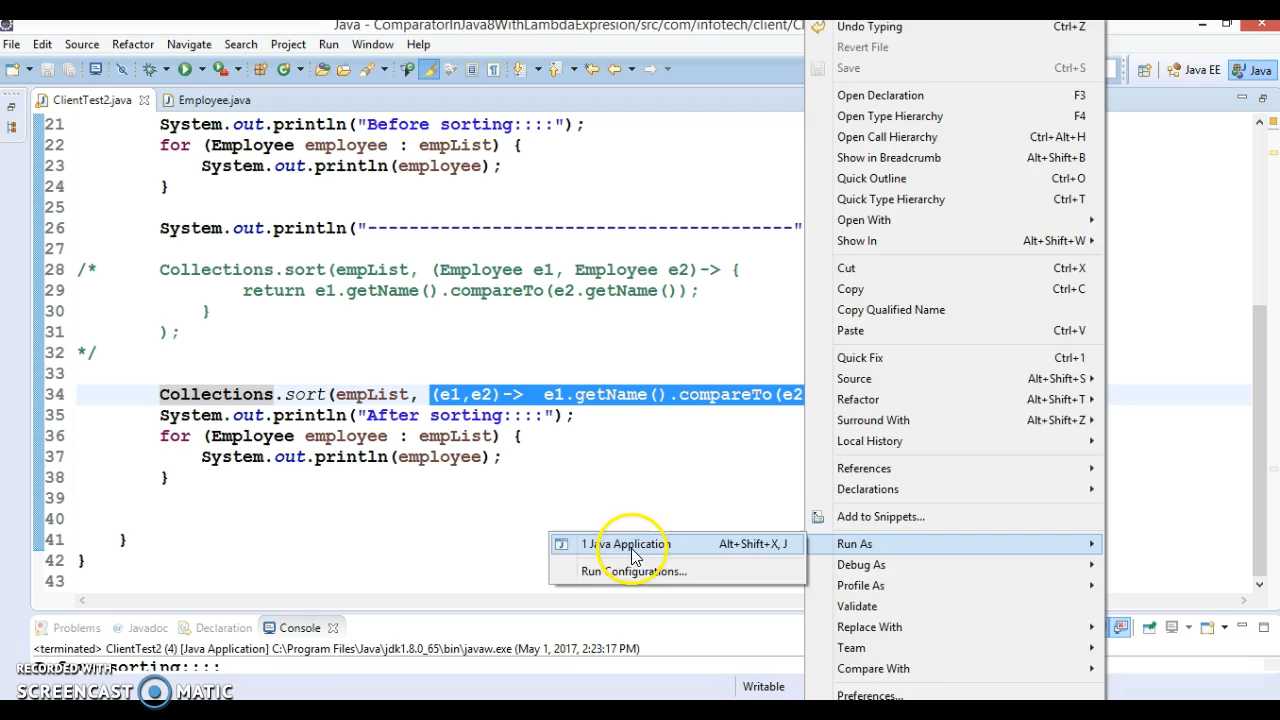 Java - ComparatorInJava8WithLambdaExpresion/src/com/infotech/client/Cl
File Edit Source Refactor Navigate Search Project Run Window Help
Java EE Java
ClientTest2.java Employee.java
21 System.out.println("Before sorting::::");
22 for (Employee employee : empList) {
23 System.out.println(employee);
24 }
25
26 System.out.println("-----------------------------------------"
27
28 /* Collections.sort(empList, (Employee e1, Employee e2)-> {
29 return e1.getName().compareTo(e2.getName());
30 }
31 );
32 */
33
34 Collections.sort(empList, (e1,e2)-> e1.getName().compareTo(e2
35 System.out.println("After sorting::::");
36 for (Employee employee : empList) {
37 System.out.println(employee);
38 }
39
40
41 }
42 }
43
Undo Typing Ctrl+Z
Revert File
Save Ctrl+S
Open Declaration F3
Open Type Hierarchy F4
Open Call Hierarchy Ctrl+Alt+H
Show in Breadcrumb Alt+Shift+B
Quick Outline Ctrl+O
Quick Type Hierarchy Ctrl+T
Open With
Show In Alt+Shift+W
Cut Ctrl+X
Copy Ctrl+C
Copy Qualified Name
Paste Ctrl+V
Quick Fix Ctrl+1
Source Alt+Shift+S
Refactor Alt+Shift+T
Surround With Alt+Shift+Z
Local History
References
Declarations
Add to Snippets...
Run As
Debug As
Profile As
Validate
Replace With
Team
Compare With
Preferences...
1 Java Application Alt+Shift+X, J
Run Configurations...
Problems Javadoc Declaration Console
<terminated> ClientTest2 (4) [Java Application] C:\Program Files\Java\jdk1.8.0_65\bin\javaw.exe (May 1, 2017, 2:23:17 PM)
sorting::::
RECORDED WITH
SCREENCAST MATIC
Writable